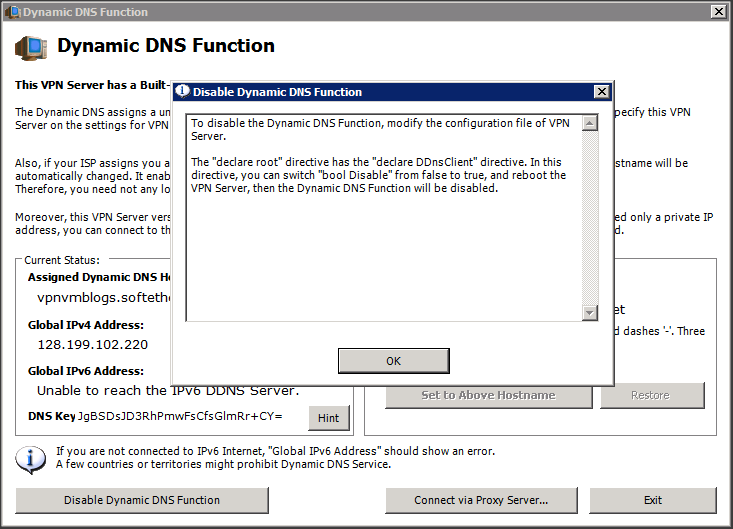 Dynamic DNS Function
Dynamic DNS Function
This VPN Server has a Built-
The Dynamic DNS assigns a un
pecify this VPN
Server on the settings for VPN
Also, if your ISP assigns you a
stname will be
automatically changed. It enab
Therefore, you need not any lo
Moreover, this VPN Server vers
ed only a private IP
address, you can connect to th
d.
Disable Dynamic DNS Function
To disable the Dynamic DNS Function, modify the configuration file of VPN
Server.
The "declare root" directive has the "declare DDnsClient" directive. In this
directive, you can switch "bool Disable" from false to true, and reboot the
VPN Server, then the Dynamic DNS Function will be disabled.
OK
Current Status:
Assigned Dynamic DNS Ho
vpnvmblogs.softethe
Global IPv4 Address:
128.199.102.220
Global IPv6 Address:
Unable to reach the IPv6 DDNS Server.
DNS Key JgBSDsJD3RhPmwFsCfsGlmRr+CY=
Hint
et
d dashes '-'. Three
Set to Above Hostname
Restore
If you are not connected to IPv6 Internet, "Global IPv6 Address" should show an error.
A few countries or territories might prohibit Dynamic DNS Service.
Disable Dynamic DNS Function
Connect via Proxy Server...
Exit